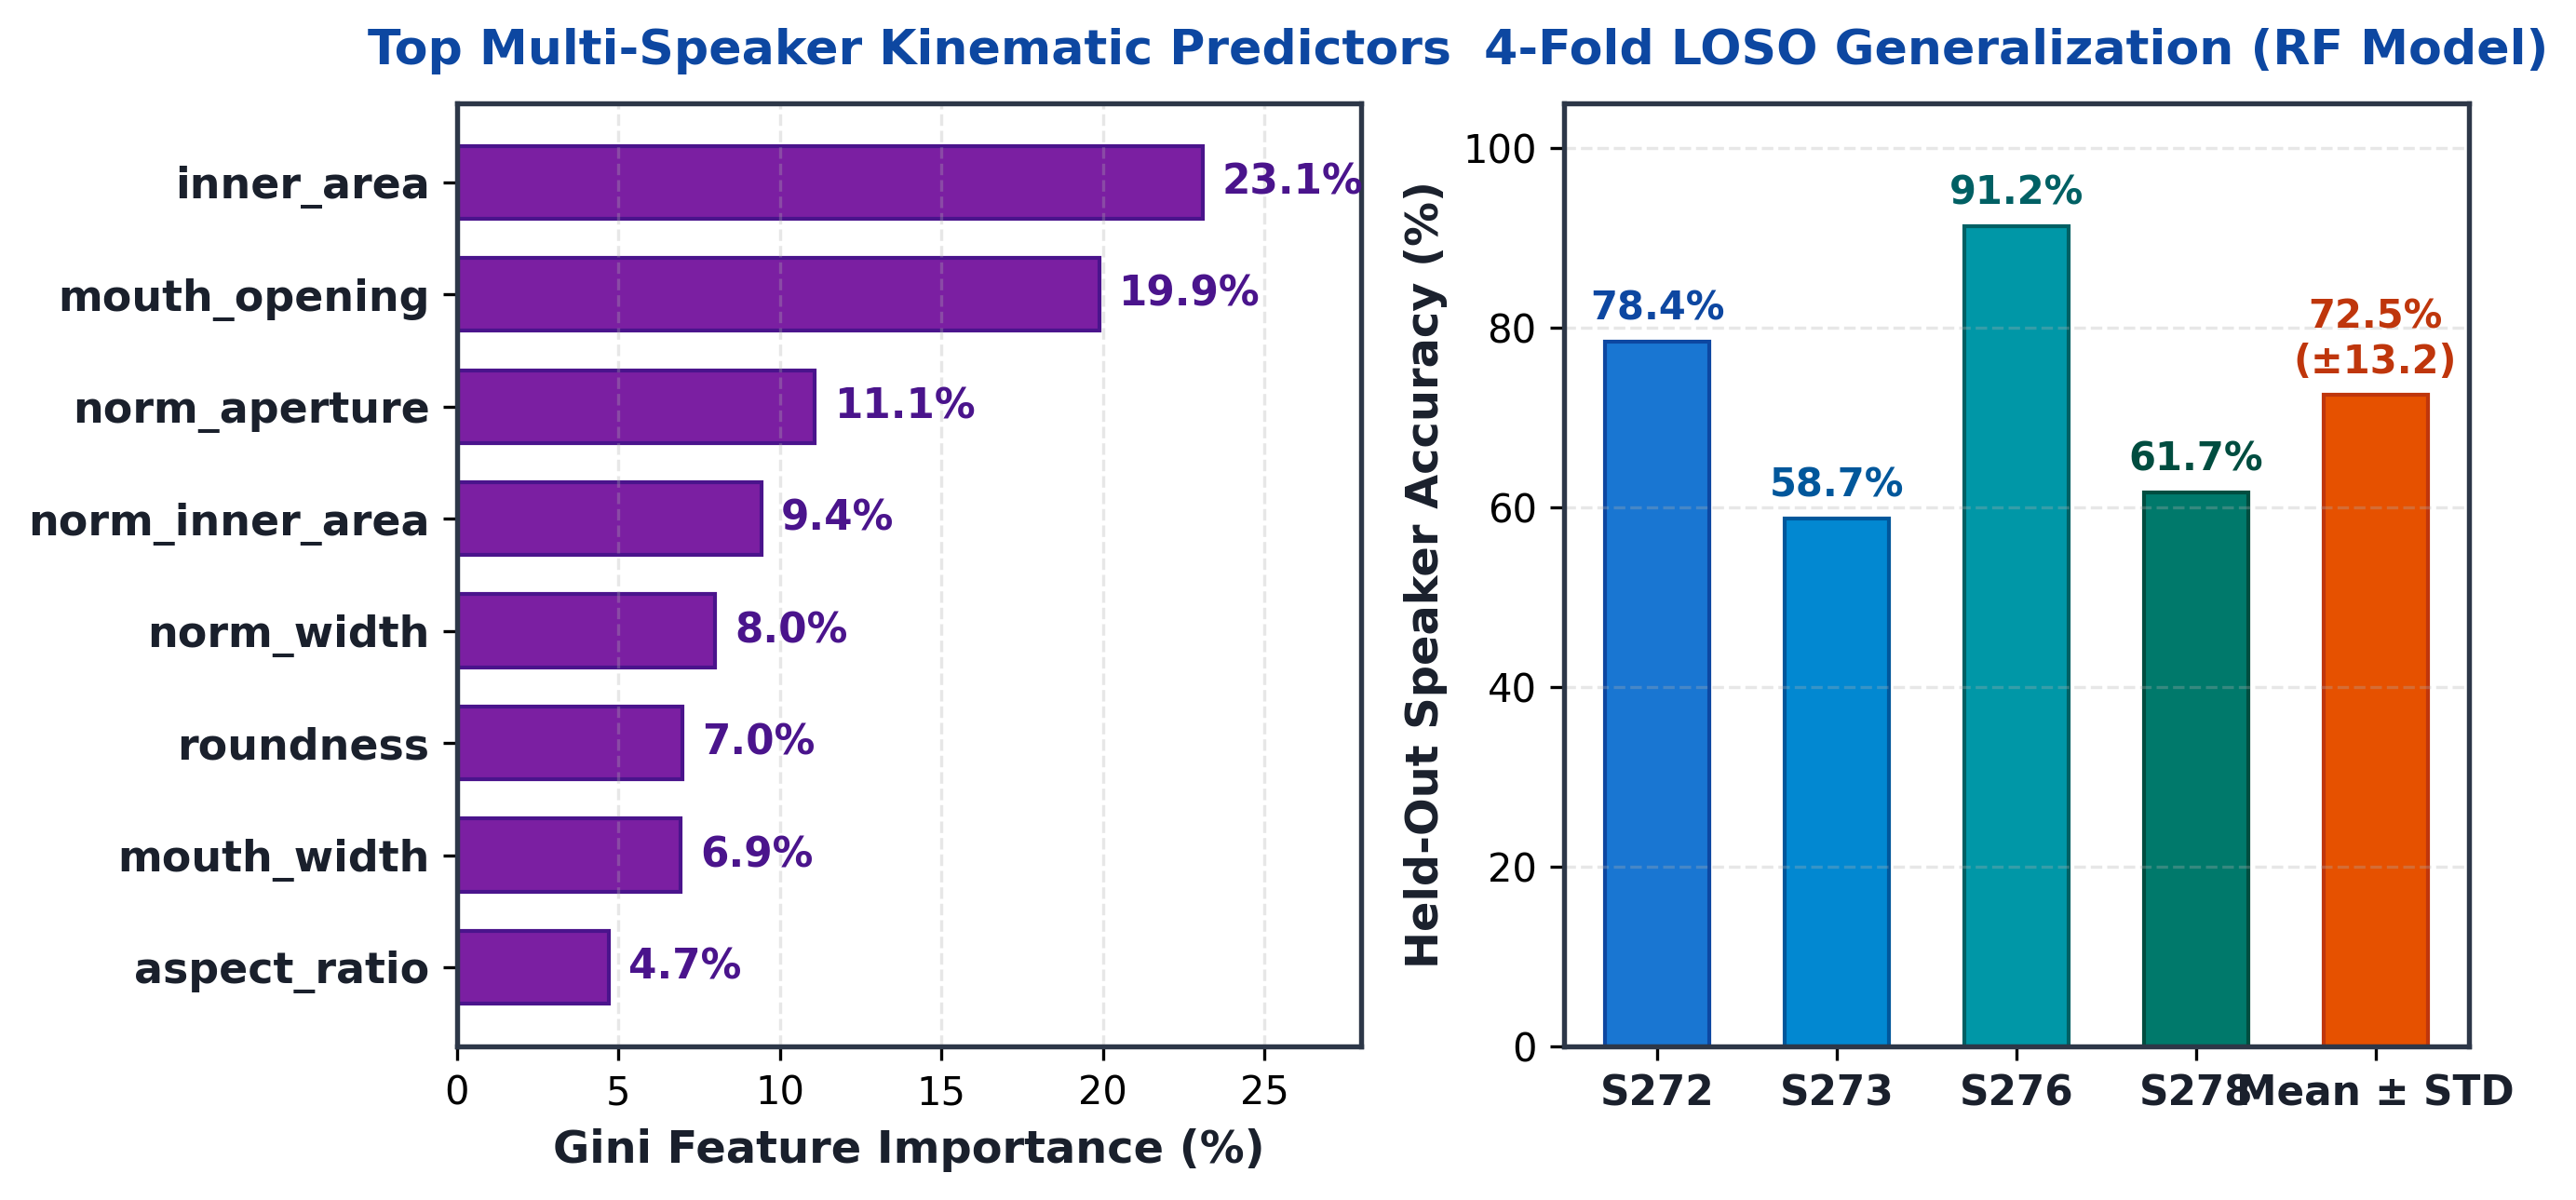 Top Multi-Speaker Kinematic Predictors
inner_area
23.1%
mouth_opening
19.9%
norm_aperture
11.1%
norm_inner_area
9.4%
norm_width
8.0%
roundness
7.0%
mouth_width
6.9%
aspect_ratio
4.7%
0 5 10 15 20 25
Gini Feature Importance (%)
4-Fold LOSO Generalization (RF Model)
Held-Out Speaker Accuracy (%)
100
80
60
40
20
0
78.4%
58.7%
91.2%
61.7%
72.5%
(±13.2)
S272 S273 S276 S278 Mean ± STD